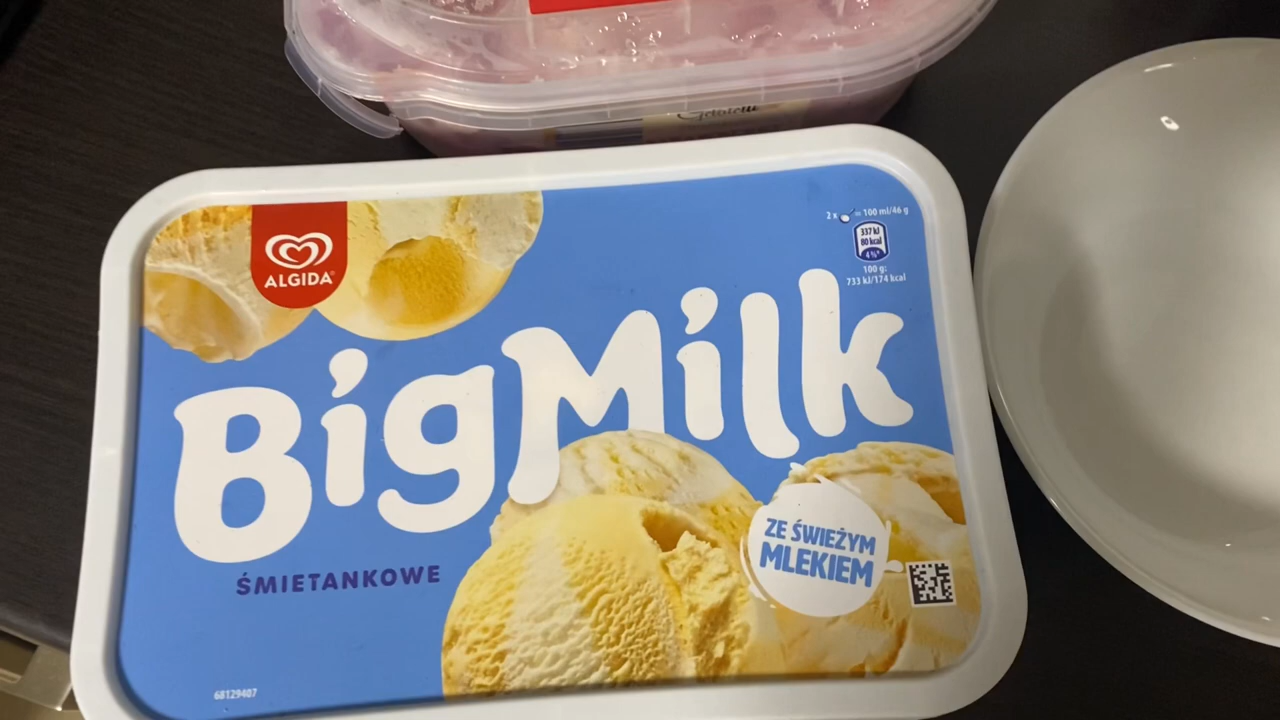 Gelatelli
2 x = 100 ml/46 g
337 kJ
80 kcal
4%*
100 g:
733 kJ/174 kcal
ALGIDA®
BigMilk
ŚMIETANKOWE
ZE ŚWIEŻYM
MLEKIEM
68129407